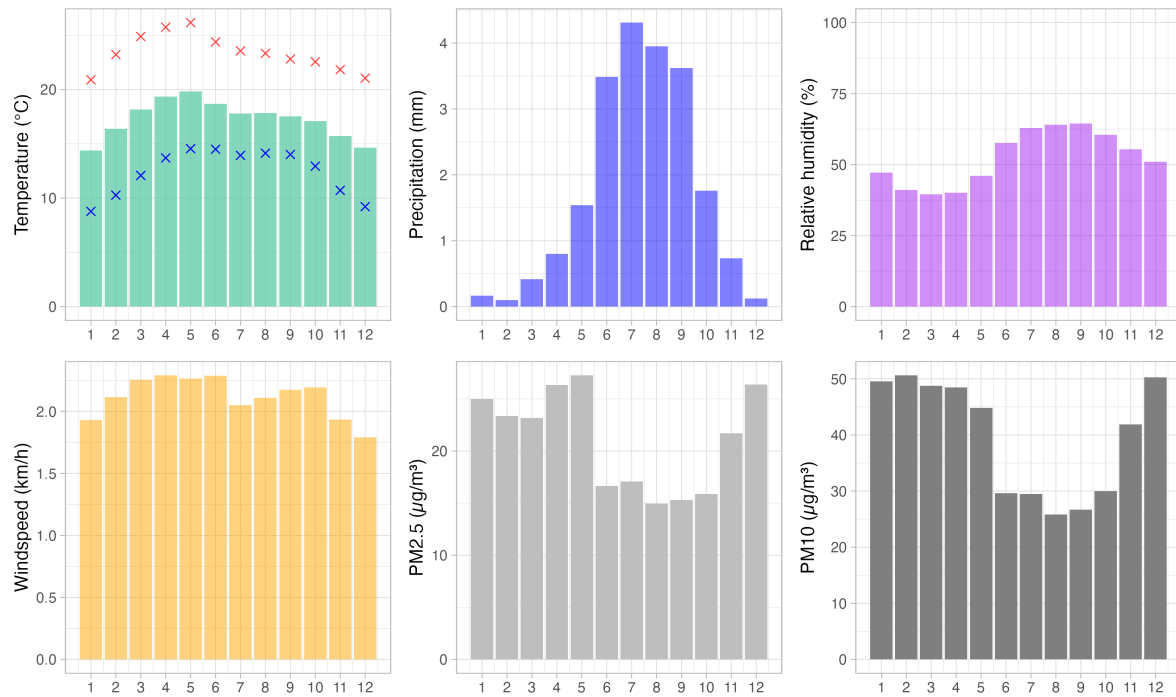 Temperature (°C)
20
10
0
1 2 3 4 5 6 7 8 9 10 11 12
Precipitation (mm)
4
3
2
1
0
1 2 3 4 5 6 7 8 9 10 11 12
Relative humidity (%)
100
75
50
25
0
1 2 3 4 5 6 7 8 9 10 11 12
Windspeed (km/h)
2.0
1.5
1.0
0.5
0.0
1 2 3 4 5 6 7 8 9 10 11 12
PM2.5 (µg/m³)
20
10
0
1 2 3 4 5 6 7 8 9 10 11 12
PM10 (µg/m³)
50
40
30
20
10
0
1 2 3 4 5 6 7 8 9 10 11 12